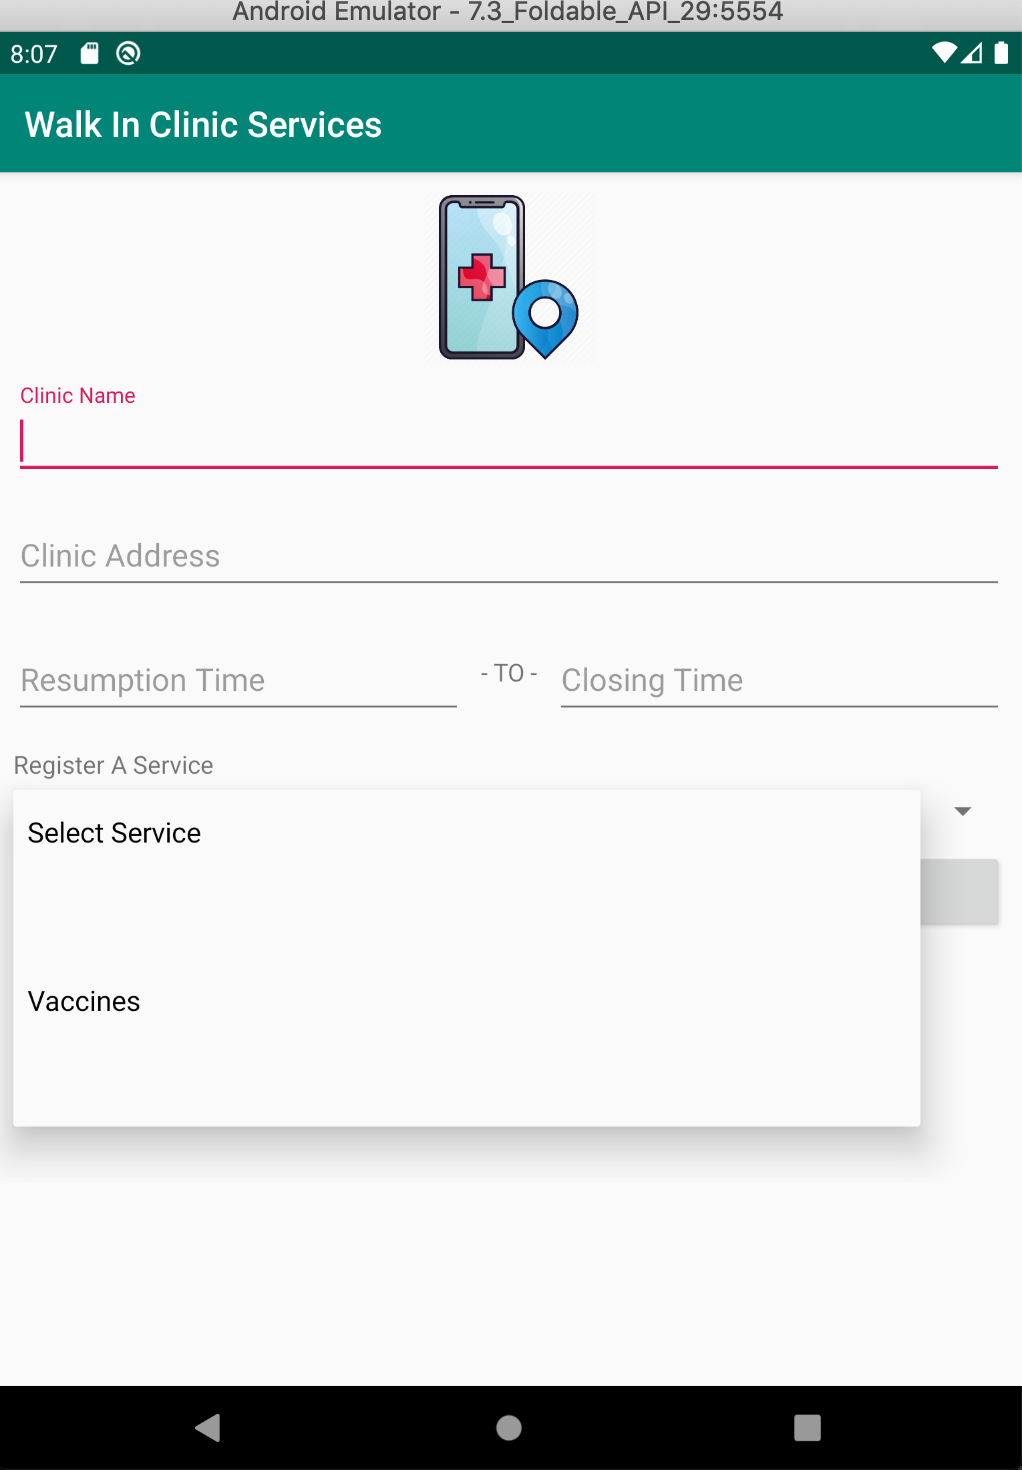 Android Emulator - 7.3_Foldable_API_29:5554
8:07
Walk In Clinic Services
Clinic Name
Clinic Address
Resumption Time - TO - Closing Time
Register A Service
Select Service
Vaccines